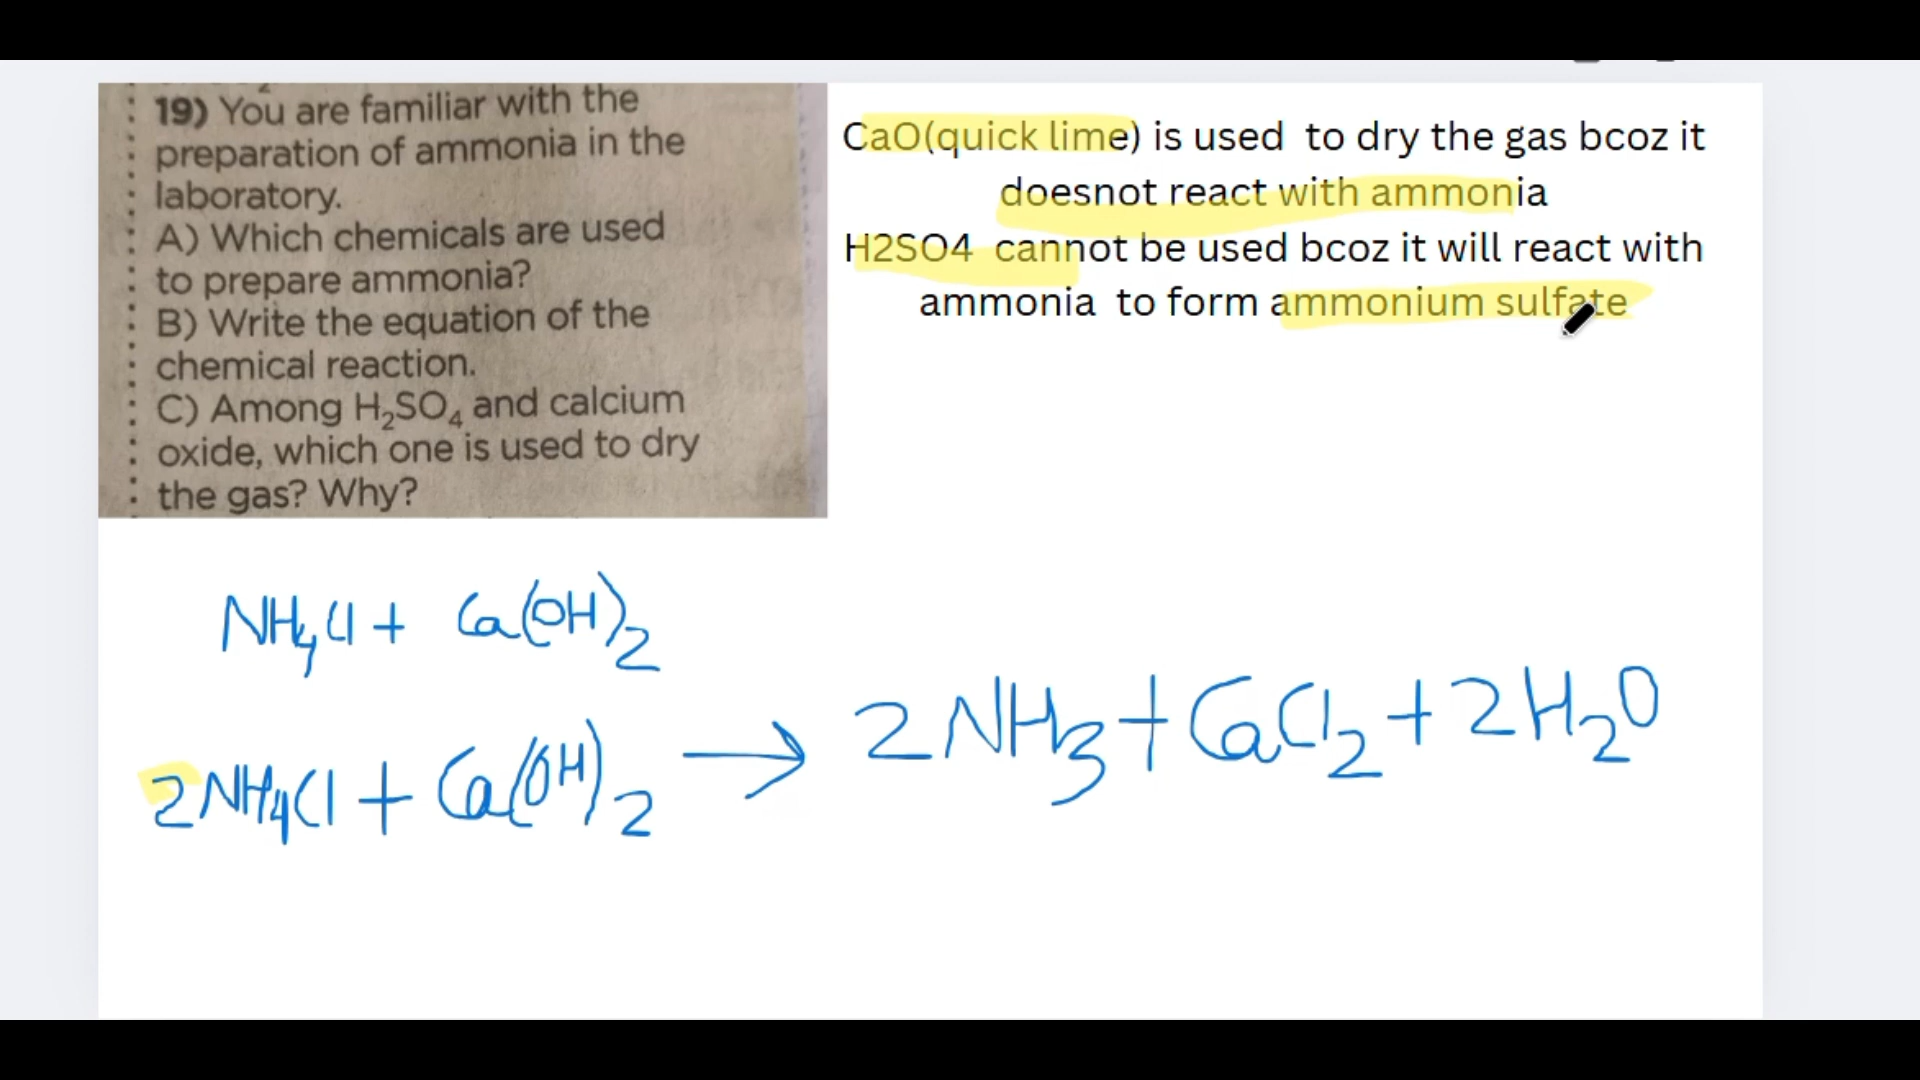 19) You are familiar with the
preparation of ammonia in the
laboratory.
A) Which chemicals are used
to prepare ammonia?
B) Write the equation of the
chemical reaction.
C) Among H₂SO₄ and calcium
oxide, which one is used to dry
the gas? Why?
CaO(quick lime) is used to dry the gas bcoz it
doesnot react with ammonia
H2SO4 cannot be used bcoz it will react with
ammonia to form ammonium sulfate
NH₄Cl + Ca(OH)₂
2NH₄Cl + Ca(OH)₂ → 2NH₃ + CaCl₂ + 2H₂O